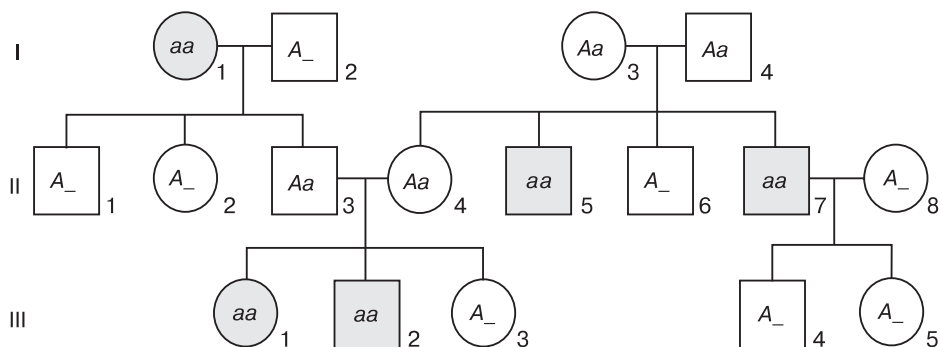 I aa 1 A_ 2 Aa 3 Aa 4
II A_ 1 A_ 2 Aa 3 Aa 4 aa 5 A_ 6 aa 7 A_ 8
III aa 1 aa 2 A_ 3 A_ 4 A_ 5